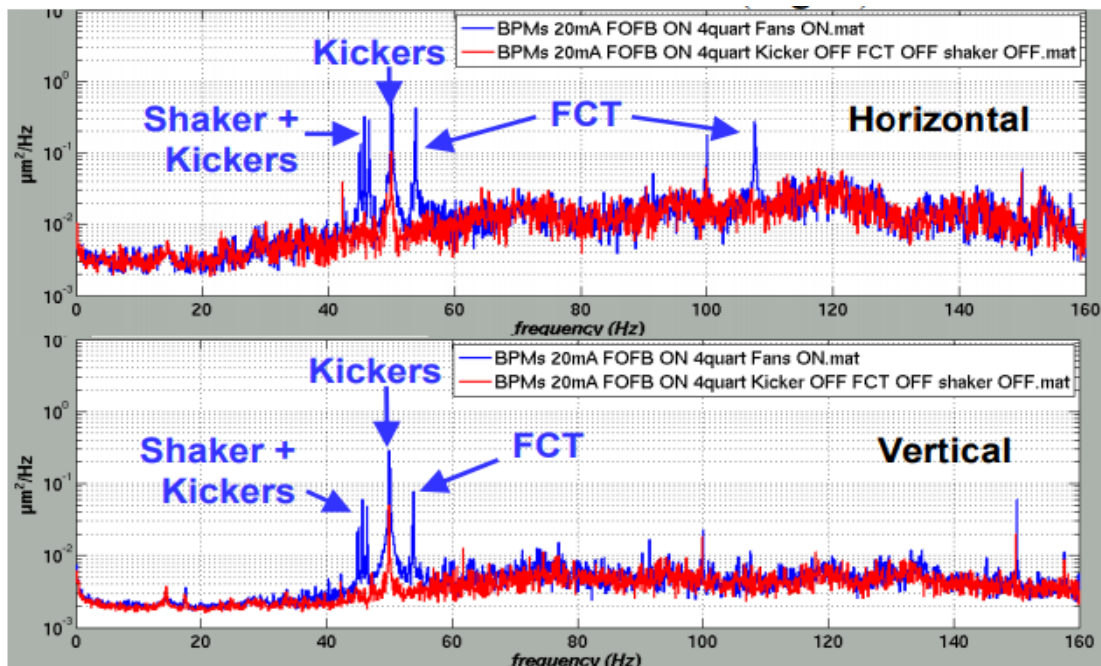 10^0
10^-1
10^-2
10^-3
µm²/Hz
BPMs 20mA FOFB ON 4quart Fans ON.mat
BPMs 20mA FOFB ON 4quart Kicker OFF FCT OFF shaker OFF.mat
Kickers
Shaker +
Kickers
FCT
Horizontal
0 20 40 60 80 100 120 140 160
frequency (Hz)
10^0
10^-1
10^-2
10^-3
µm²/Hz
BPMs 20mA FOFB ON 4quart Fans ON.mat
BPMs 20mA FOFB ON 4quart Kicker OFF FCT OFF shaker OFF.mat
Kickers
Shaker +
Kickers
FCT
Vertical
0 20 40 60 80 100 120 140 160
frequency (Hz)